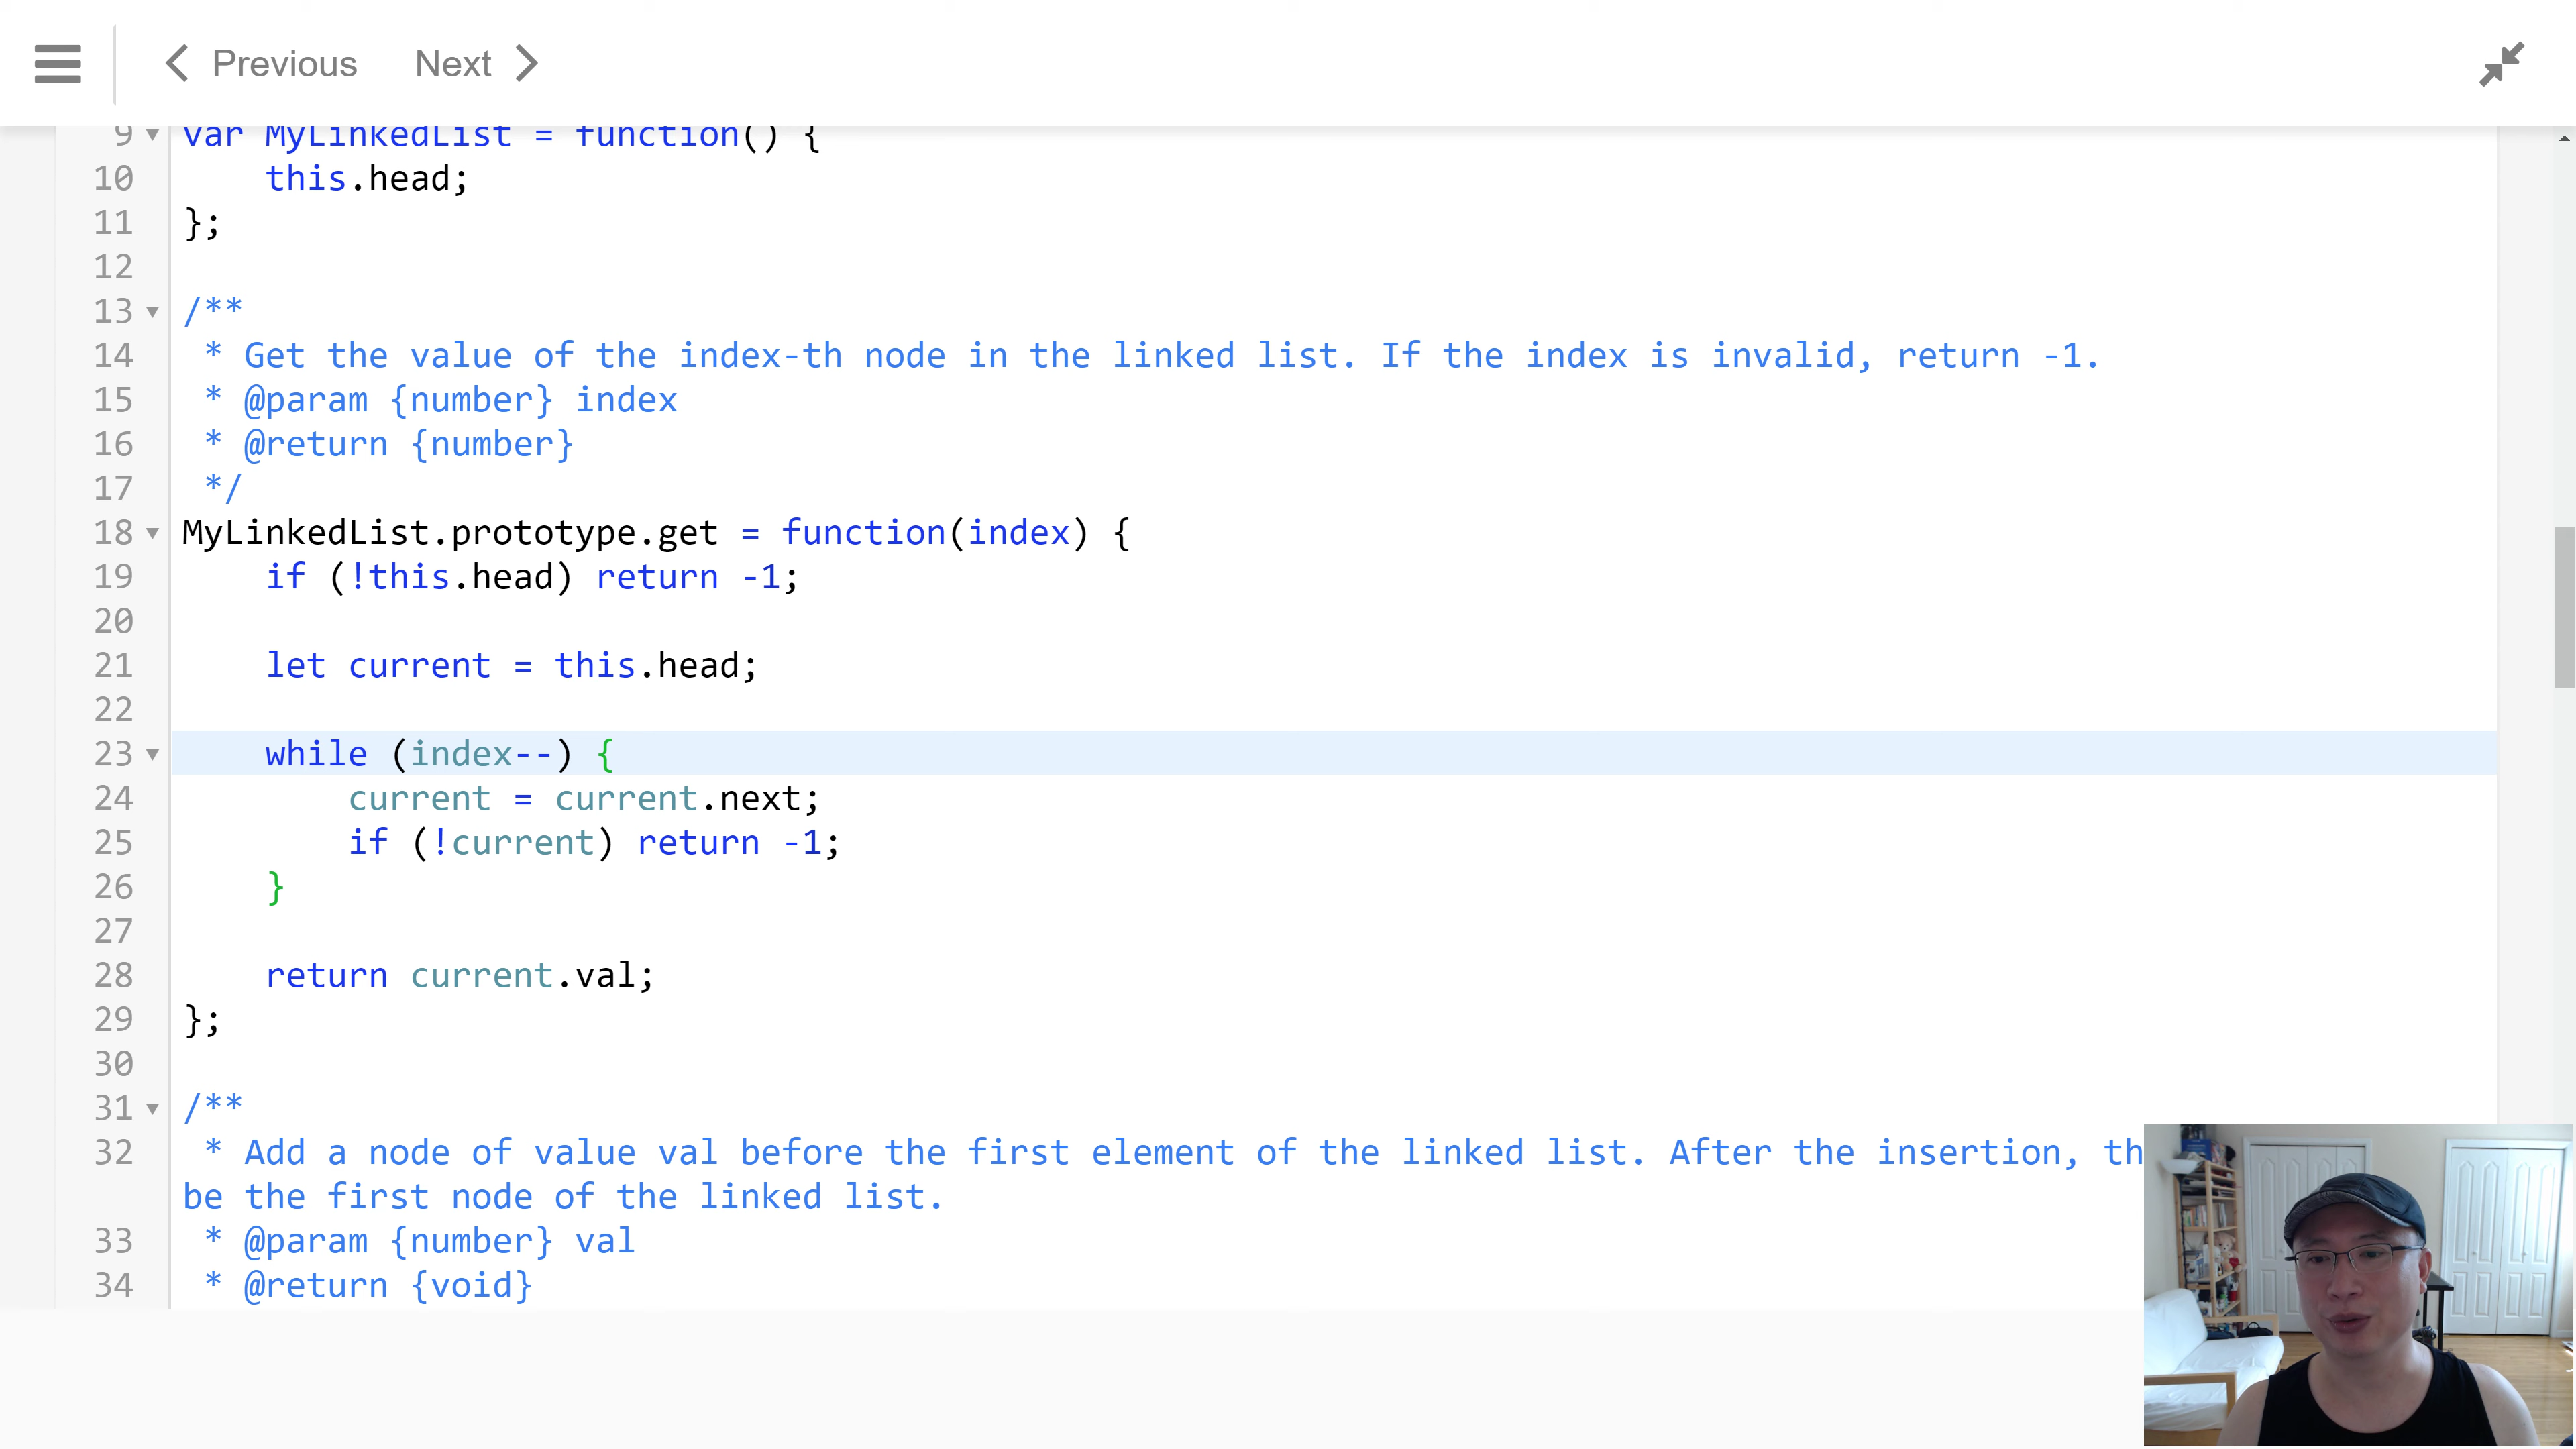 Previous Next
9 var MyLinkedList = function() {
10 this.head;
11 };
12
13 /**
14 * Get the value of the index-th node in the linked list. If the index is invalid, return -1.
15 * @param {number} index
16 * @return {number}
17 */
18 MyLinkedList.prototype.get = function(index) {
19 if (!this.head) return -1;
20
21 let current = this.head;
22
23 while (index--) {
24 current = current.next;
25 if (!current) return -1;
26 }
27
28 return current.val;
29 };
30
31 /**
32 * Add a node of value val before the first element of the linked list. After the insertion, th
be the first node of the linked list.
33 * @param {number} val
34 * @return {void}